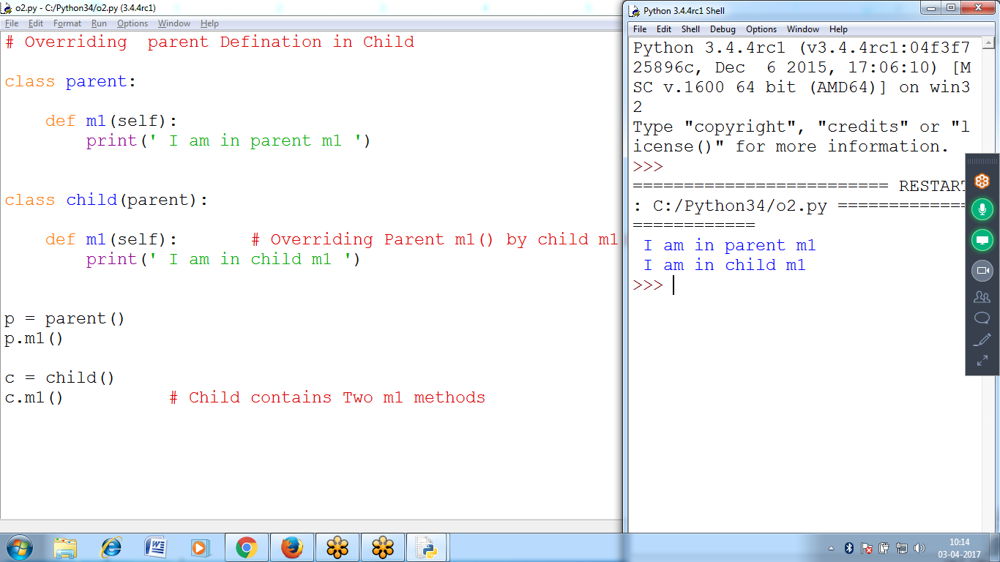 o2.py - C:/Python34/o2.py (3.4.4rc1)
File Edit Format Run Options Window Help
# Overriding  parent Defination in Child
class parent:
    def m1(self):
        print(' I am in parent m1 ')
class child(parent):
    def m1(self):       # Overriding Parent m1() by child m1
        print(' I am in child m1 ')
p = parent()
p.m1()
c = child()
c.m1()          # Child contains Two m1 methods
Python 3.4.4rc1 Shell
File Edit Shell Debug Options Window Help
Python 3.4.4rc1 (v3.4.4rc1:04f3f7
25896c, Dec  6 2015, 17:06:10) [M
SC v.1600 64 bit (AMD64)] on win3
2
Type "copyright", "credits" or "l
icense()" for more information.
>>>
========================= RESTART
: C:/Python34/o2.py =============
============
 I am in parent m1
 I am in child m1
>>>
10:14
03-04-2017